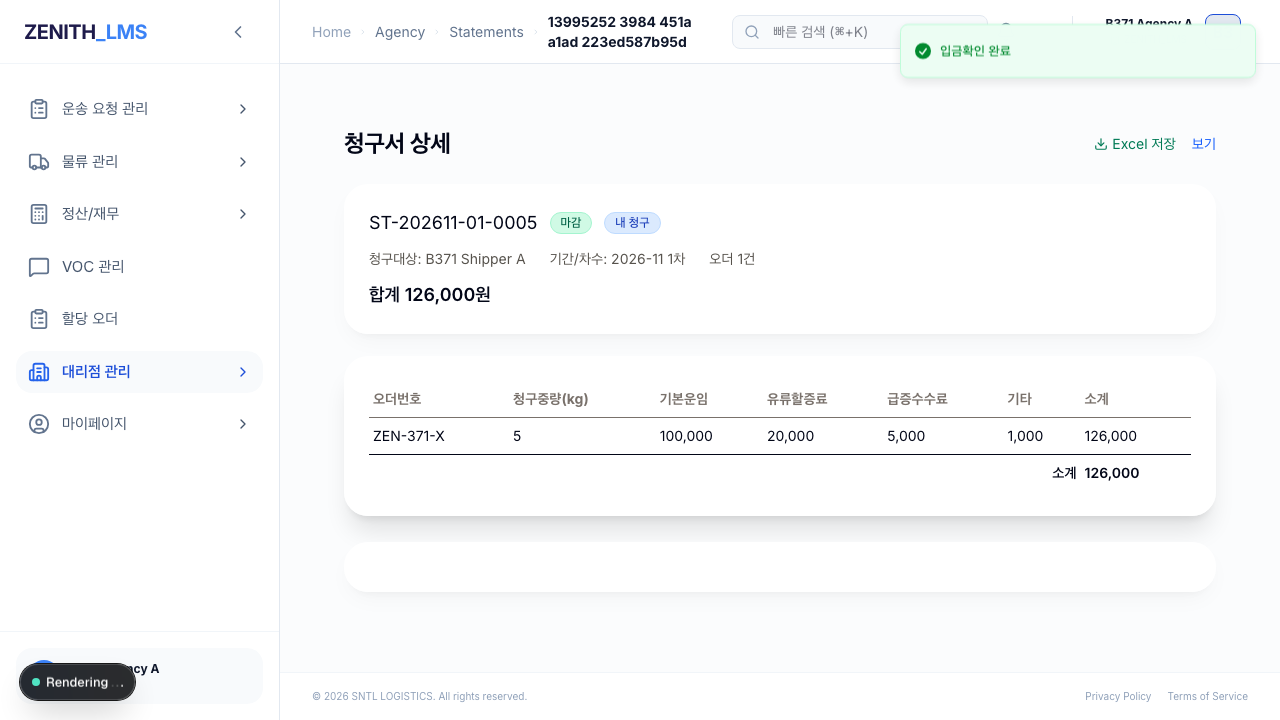 ZENITH_LMS
Home
Agency
Statements
13995252 3984 451a
a1ad 223ed587b95d
빠른 검색 (⌘+K)
B371 Agency A
입금확인 완료
운송 요청 관리
물류 관리
정산/재무
VOC 관리
할당 오더
대리점 관리
마이페이지
청구서 상세
Excel 저장
보기
ST-202611-01-0005
마감
내 청구
청구대상: B371 Shipper A
기간/차수: 2026-11 1차
오더 1건
합계 126,000원
오더번호 청구중량(kg) 기본운임 유류할증료 급증수수료 기타 소계
ZEN-371-X 5 100,000 20,000 5,000 1,000 126,000
소계 126,000
A
Rendering ...
© 2026 SNTL LOGISTICS. All rights reserved.
Privacy Policy
Terms of Service